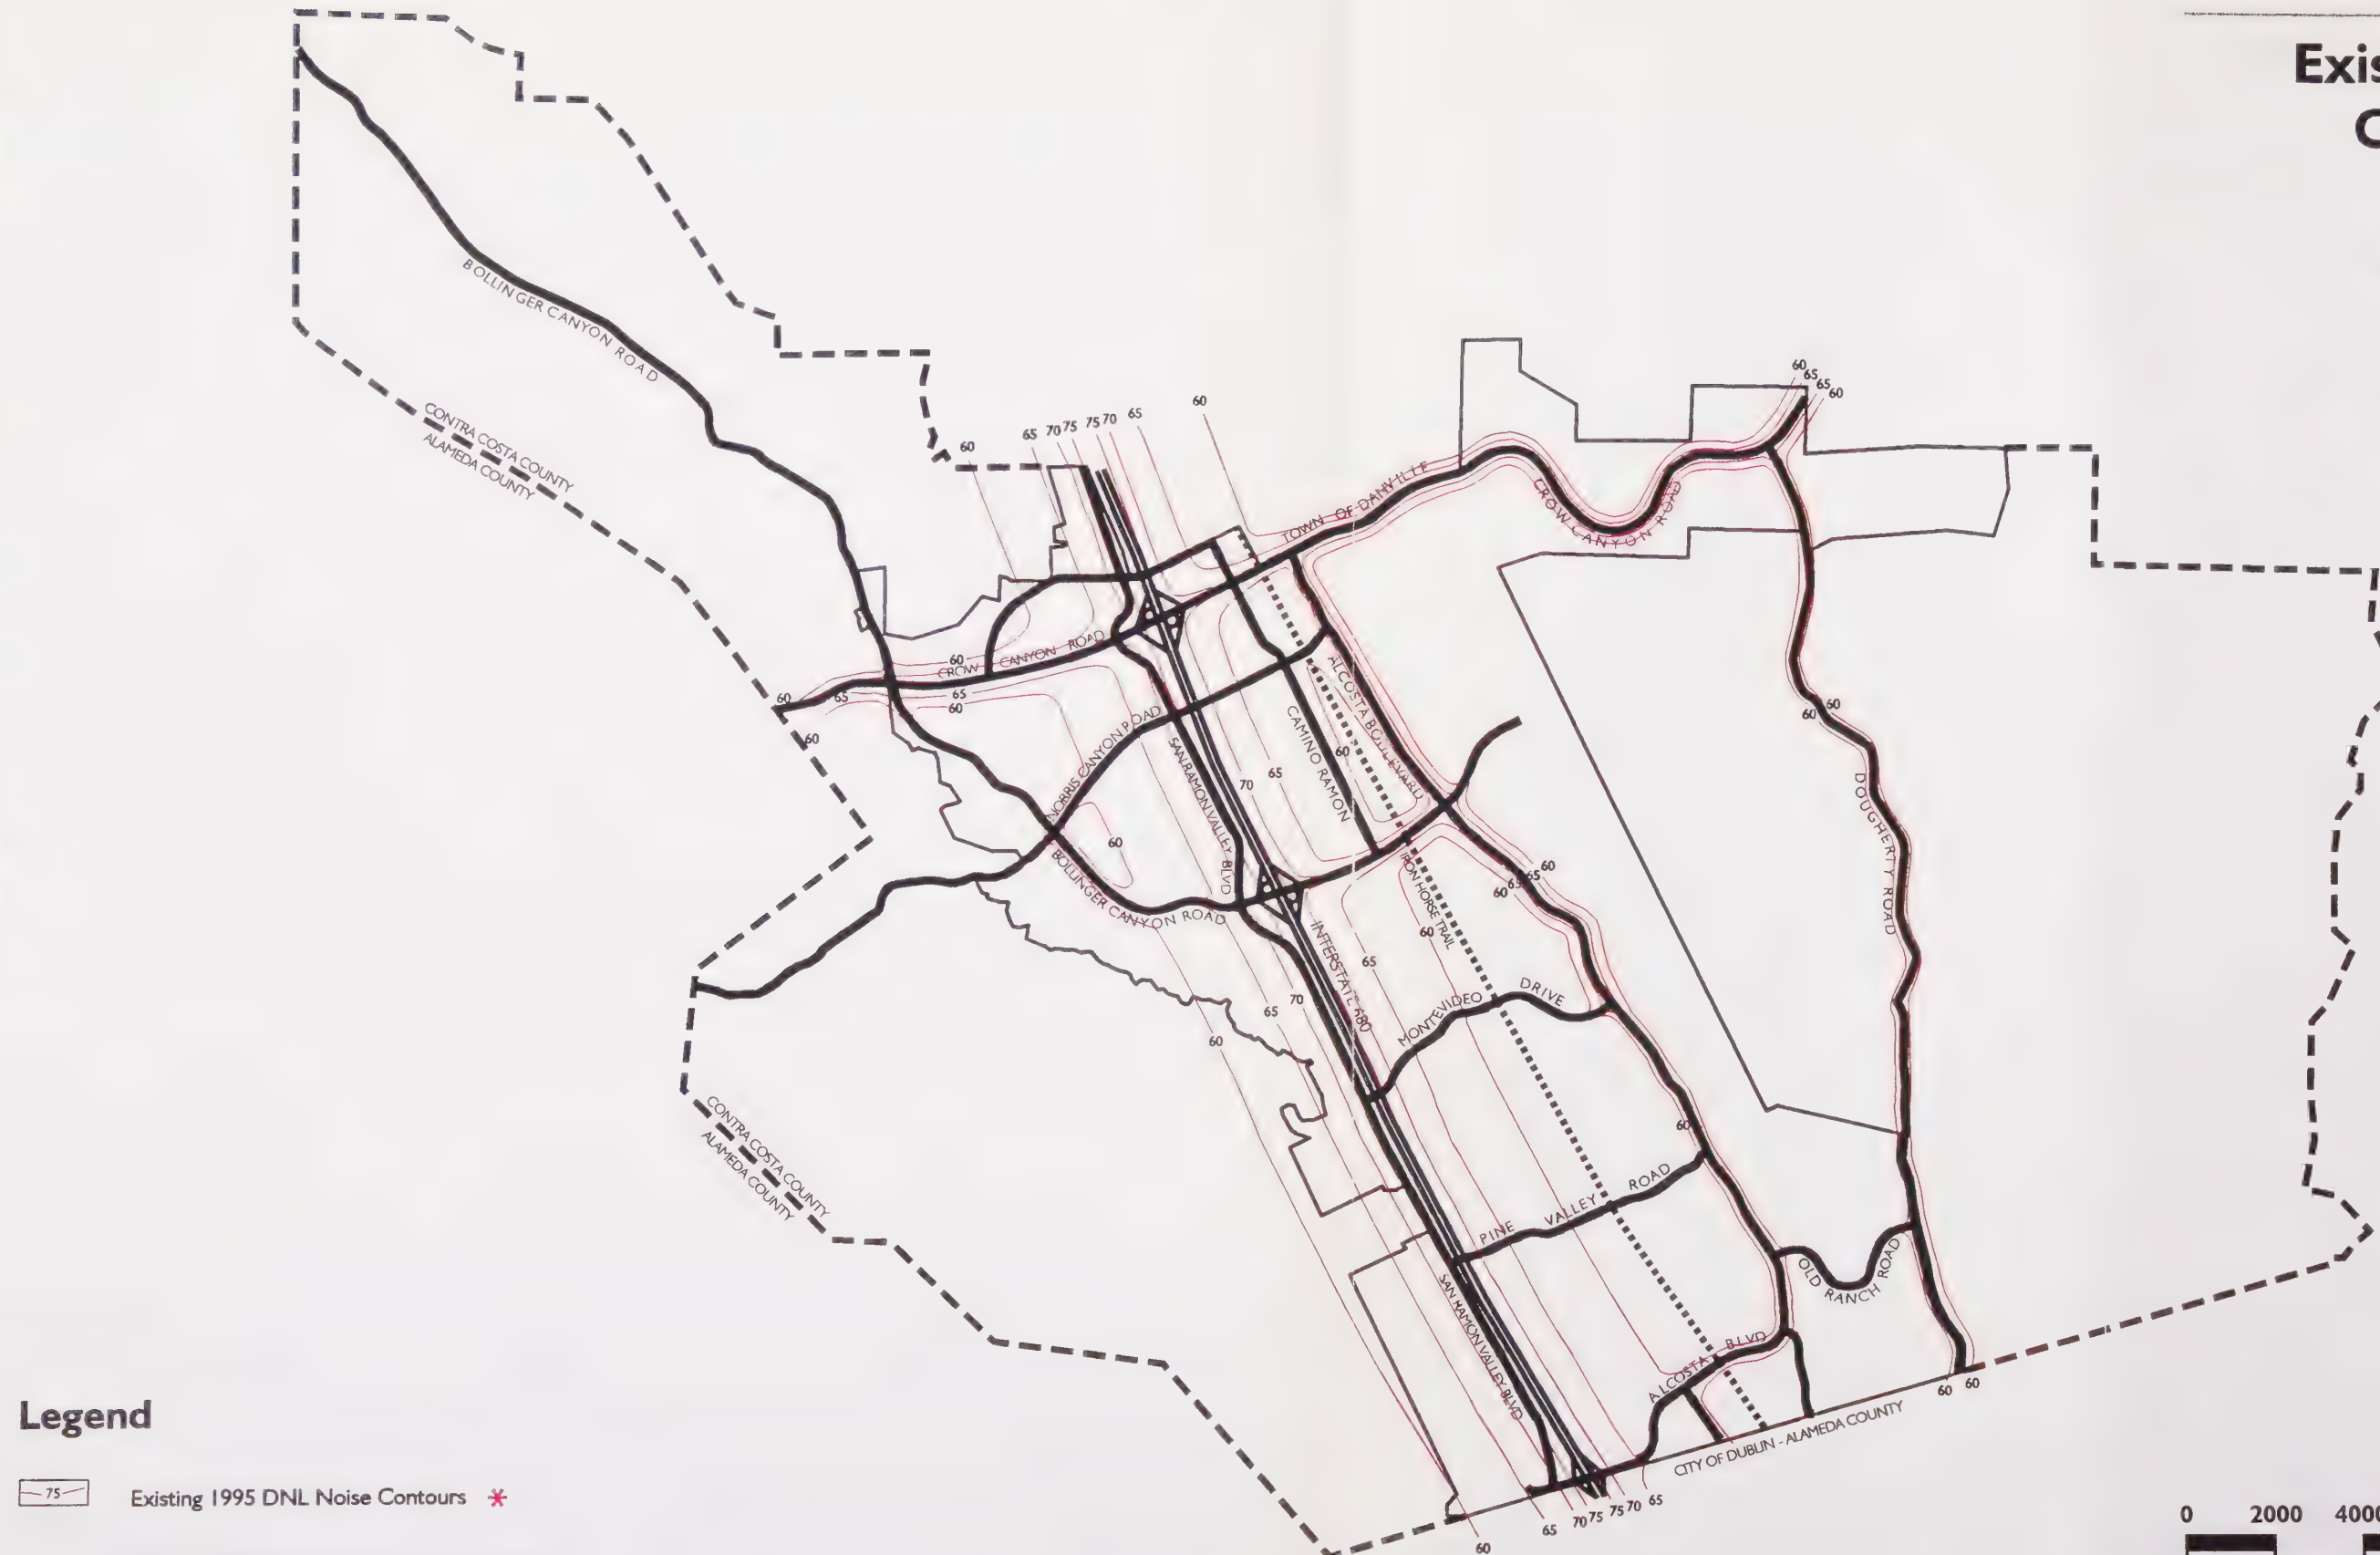 Exis
C
BOLLINGER CANYON ROAD
CONTRA COSTA COUNTY
ALAMEDA COUNTY
60
65
70
75
75
70
65
60
60
65
65
60
TOWN OF DANVILLE
CROW CANYON ROAD
60
CROW CANYON ROAD
60
65
65
60
60
NORRIS CANYON ROAD
SAN RAMON VALLEY BLVD
CAMINO RAMON
ALCOSTA BOULEVARD
60
70
65
60
60
60
DOUGHERTY ROAD
BOLLINGER CANYON ROAD
IRON HORSE TRAIL
60
65
65
60
60
INTERSTATE 680
65
70
65
60
MONTEVIDEO DRIVE
60
CONTRA COSTA COUNTY
ALAMEDA COUNTY
PINE VALLEY ROAD
OLD RANCH ROAD
SAN RAMON VALLEY BLVD
ALCOSTA BLVD
60
60
CITY OF DUBLIN - ALAMEDA COUNTY
60
65
70
75
75
70
65
Legend
75
Existing 1995 DNL Noise Contours *
0 2000 4000